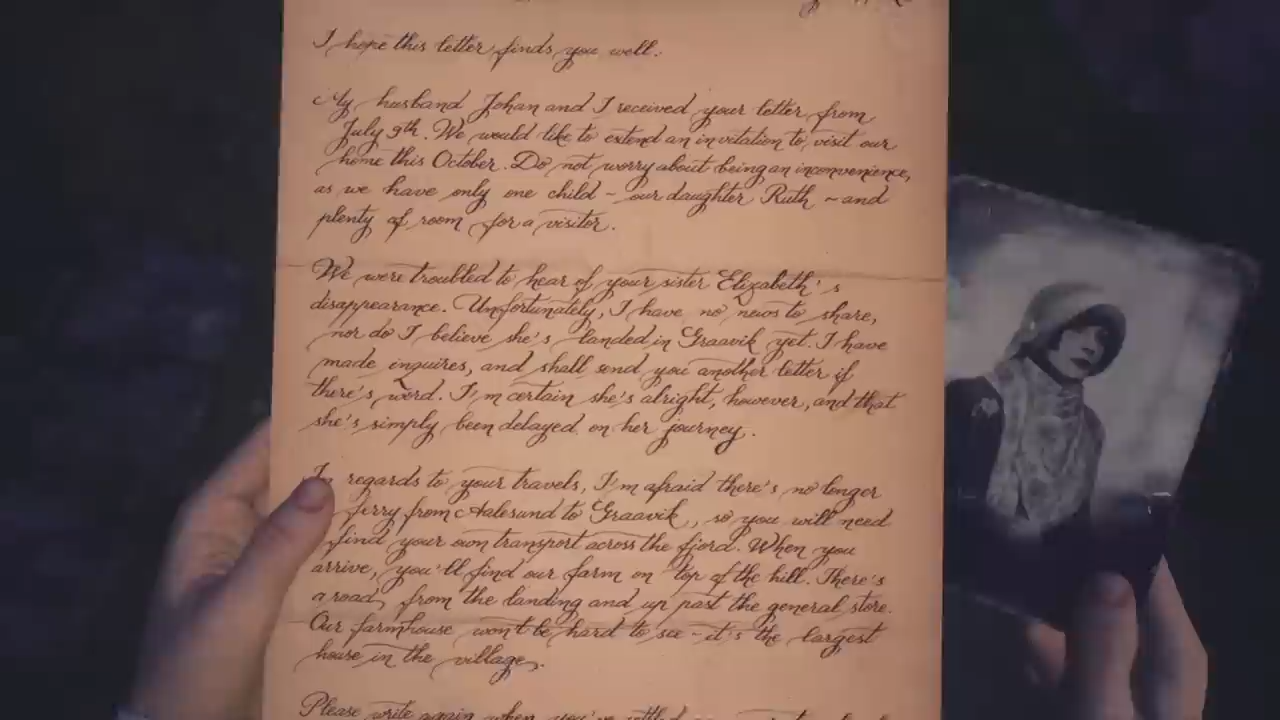 I hope this letter finds you well.
My husband Johan and I received your letter from
July 9th. We would like to extend an invitation to visit our
home this October. Do not worry about being an inconvenience,
as we have only one child - our daughter Ruth - and
plenty of room for a visitor.
We were troubled to hear of your sister Elizabeth's
disappearance. Unfortunately, I have no news to share,
nor do I believe she's landed in Graavik yet. I have
made inquires, and shall send you another letter if
there's word. I'm certain she's alright, however, and that
she's simply been delayed on her journey.
In regards to your travels, I'm afraid there's no longer
ferry from Aalesund to Graavik, so you will need
find your own transport across the fjord. When you
arrive, you'll find our farm on top of the hill. There's
a road from the landing and up past the general store.
Our farmhouse won't be hard to see - it's the largest
house in the village.
Please write again when you've settled